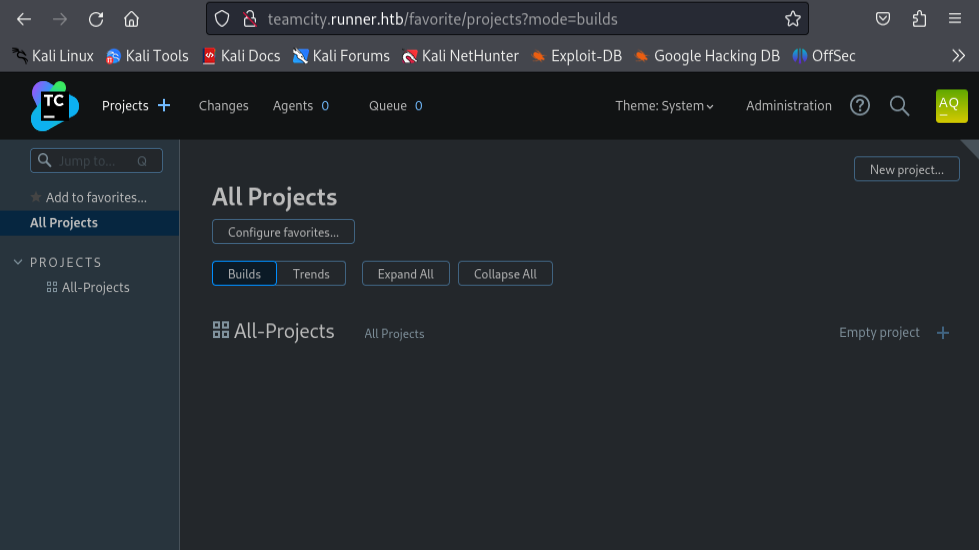 teamcity.runner.htb/favorite/projects?mode=builds
Kali Linux Kali Tools Kali Docs Kali Forums Kali NetHunter Exploit-DB Google Hacking DB OffSec
TC Projects Changes Agents 0 Queue 0 Theme: System Administration ? AQ
Jump to... Q
New project...
Add to favorites...
All Projects
All Projects
Configure favorites...
PROJECTS
Builds Trends Expand All Collapse All
All-Projects
All-Projects All Projects Empty project